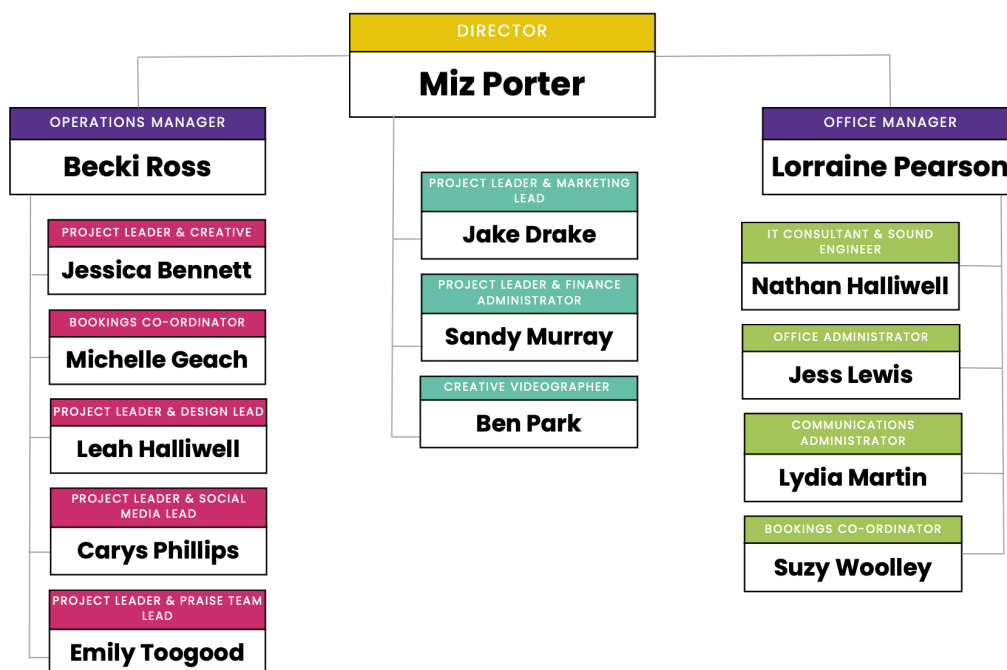 DIRECTOR
Miz Porter
OPERATIONS MANAGER
Becki Ross
PROJECT LEADER & CREATIVE
Jessica Bennett
BOOKINGS CO-ORDINATOR
Michelle Geach
PROJECT LEADER & DESIGN LEAD
Leah Halliwell
PROJECT LEADER & SOCIAL
MEDIA LEAD
Carys Phillips
PROJECT LEADER & PRAISE TEAM
LEAD
Emily Toogood
PROJECT LEADER & MARKETING
LEAD
Jake Drake
PROJECT LEADER & FINANCE
ADMINISTRATOR
Sandy Murray
CREATIVE VIDEOGRAPHER
Ben Park
OFFICE MANAGER
Lorraine Pearson
IT CONSULTANT & SOUND
ENGINEER
Nathan Halliwell
OFFICE ADMINISTRATOR
Jess Lewis
COMMUNICATIONS
ADMINISTRATOR
Lydia Martin
BOOKINGS CO-ORDINATOR
Suzy Woolley